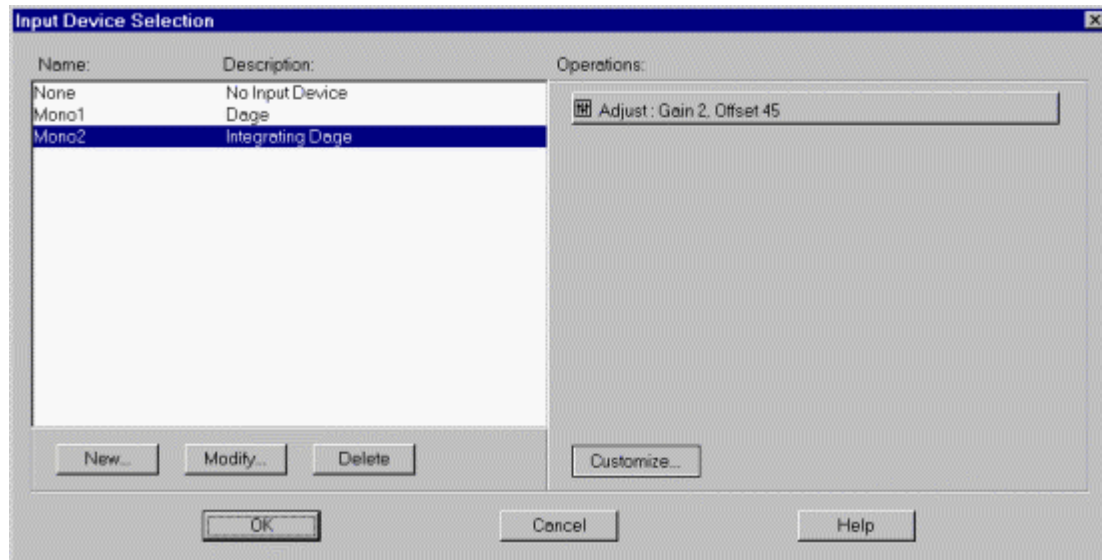 Input Device Selection
Name: Description: Operations:
None No Input Device
Mono1 Dage
Mono2 Integrating Dage
Adjust : Gain 2, Offset 45
New... Modify... Delete Customize...
OK Cancel Help